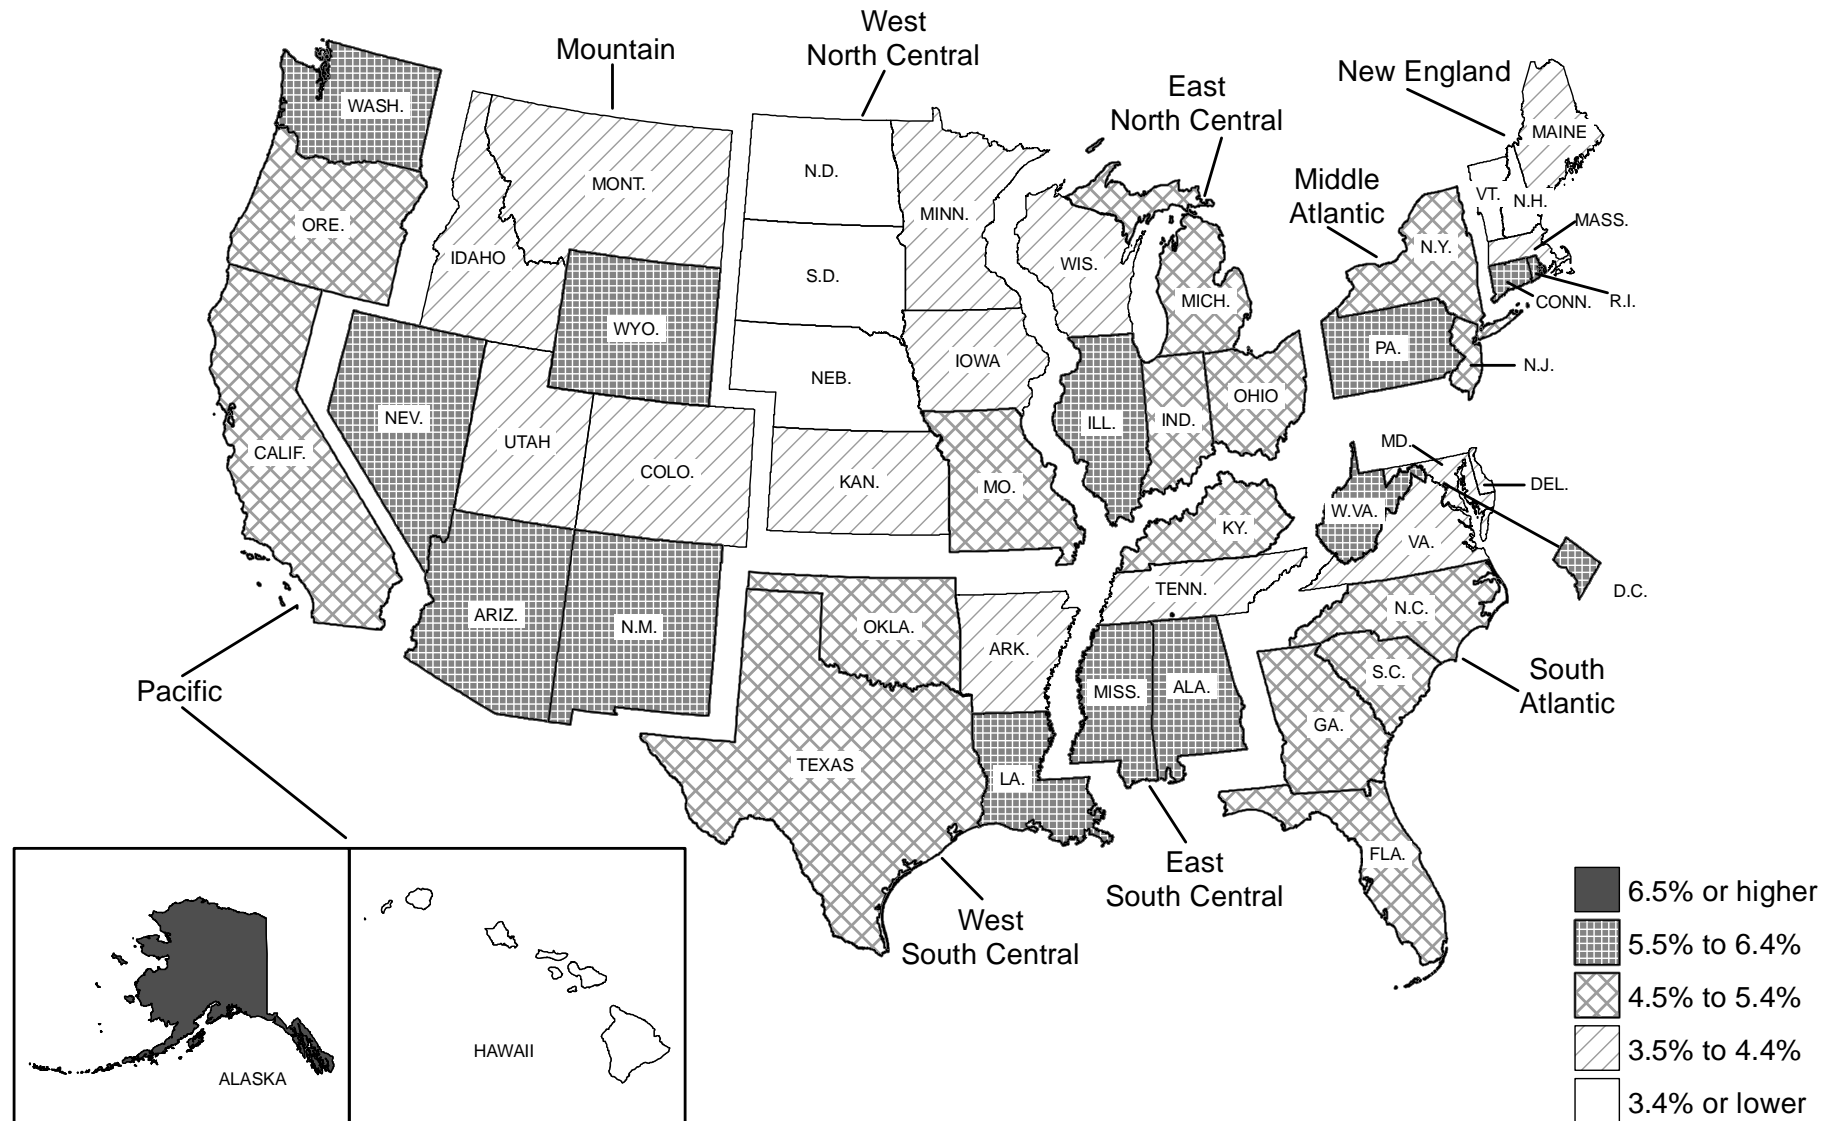 West
North Central
Mountain
East
North Central
New England
WASH.
MAINE
N.D.
MONT.
Middle
Atlantic
VT.
N.H.
MINN.
MASS.
ORE.
N.Y.
IDAHO
WIS.
S.D.
MICH.
CONN.
R.I.
WYO.
PA.
IOWA
N.J.
NEB.
OHIO
NEV.
ILL.
IND.
UTAH
MD.
CALIF.
COLO.
KAN.
MO.
DEL.
W.VA.
KY.
VA.
TENN.
D.C.
N.C.
ARIZ.
N.M.
OKLA.
ARK.
S.C.
South
Atlantic
Pacific
MISS.
ALA.
GA.
TEXAS
LA.
FLA.
East
South Central
West
South Central
6.5% or higher
5.5% to 6.4%
4.5% to 5.4%
3.5% to 4.4%
3.4% or lower
HAWAII
ALASKA